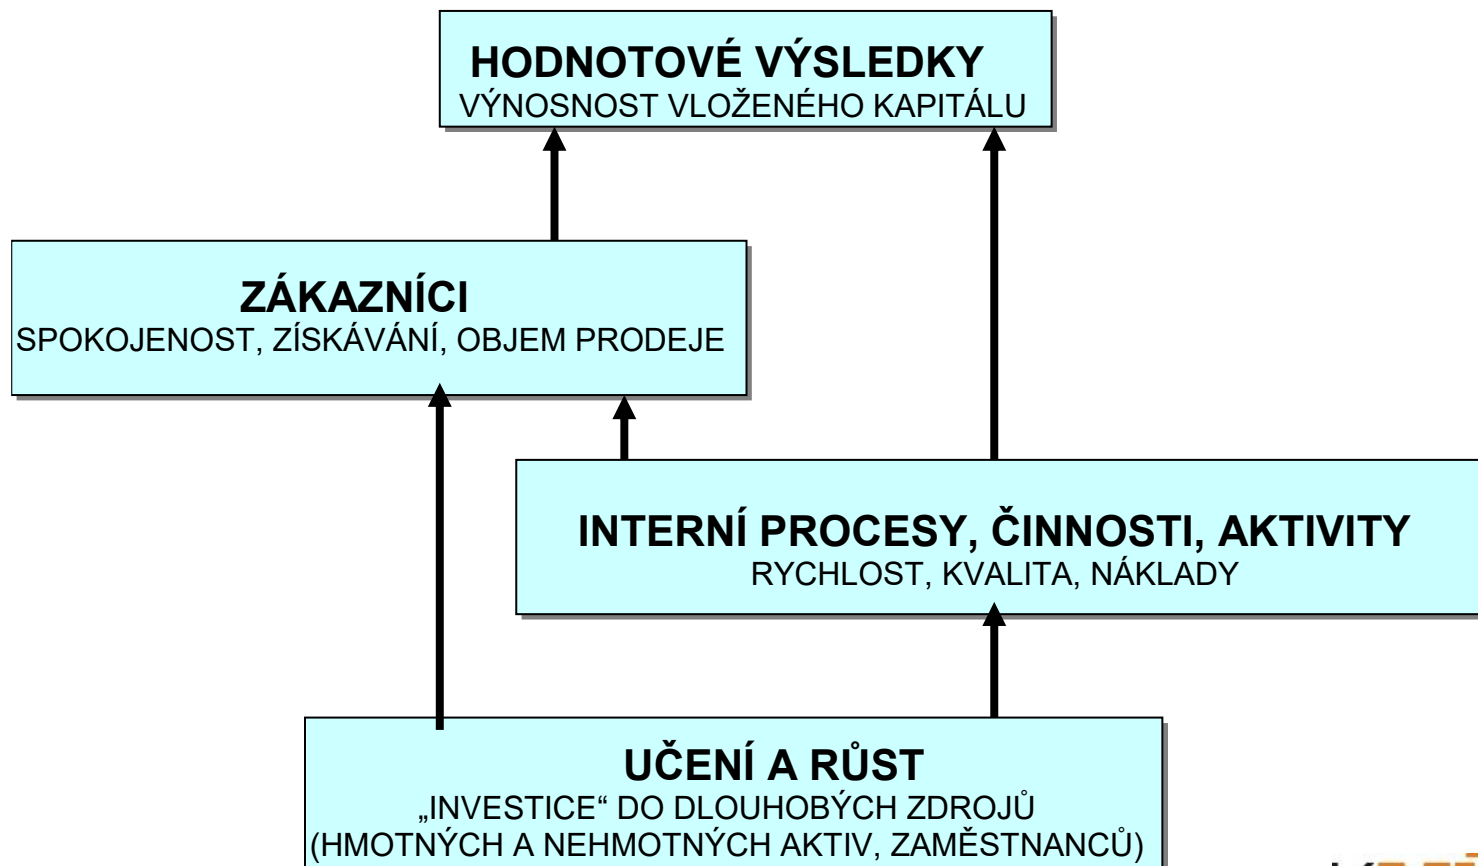 HODNOTOVÉ VÝSLEDKY
VÝNOSNOST VLOŽENÉHO KAPITÁLU
ZÁKAZNÍCI
SPOKOJENOST, ZÍSKÁVÁNÍ, OBJEM PRODEJE
INTERNÍ PROCESY, ČINNOSTI, AKTIVITY
RYCHLOST, KVALITA, NÁKLADY
UČENÍ A RŮST
„INVESTICE“ DO DLOUHOBÝCH ZDROJŮ
(HMOTNÝCH A NEHMOTNÝCH AKTIV, ZAMĚSTNANCŮ)